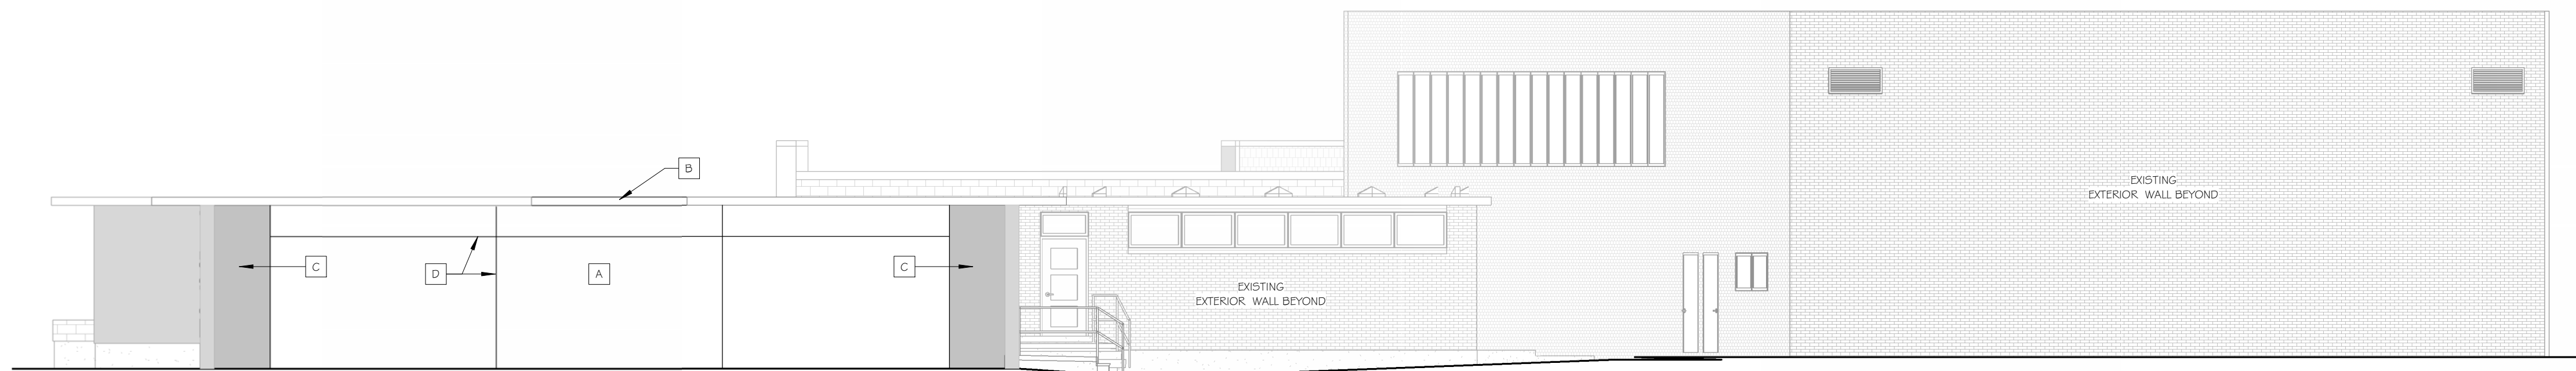 B
EXISTING
EXTERIOR WALL BEYOND
C
D
A
C
EXISTING
EXTERIOR WALL BEYOND